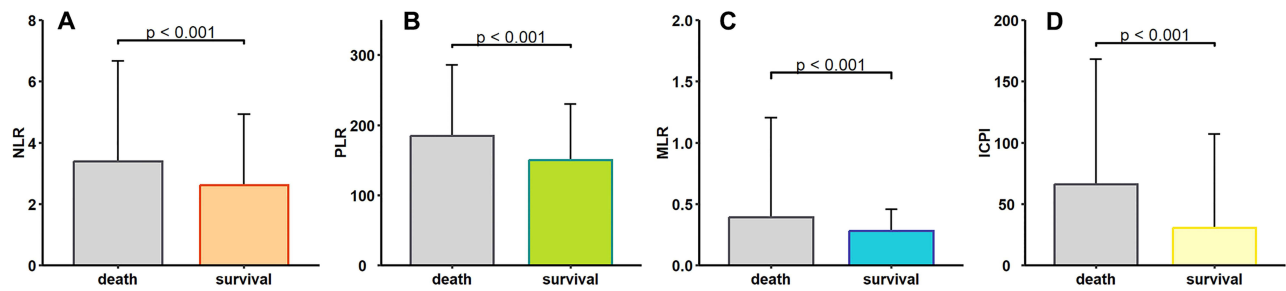 A
NLR
8
6
4
2
0
p < 0.001
death
survival
B
PLR
300
200
100
0
p < 0.001
death
survival
C
MLR
2.0
1.5
1.0
0.5
0.0
p < 0.001
death
survival
D
ICPI
200
150
100
50
0
p < 0.001
death
survival